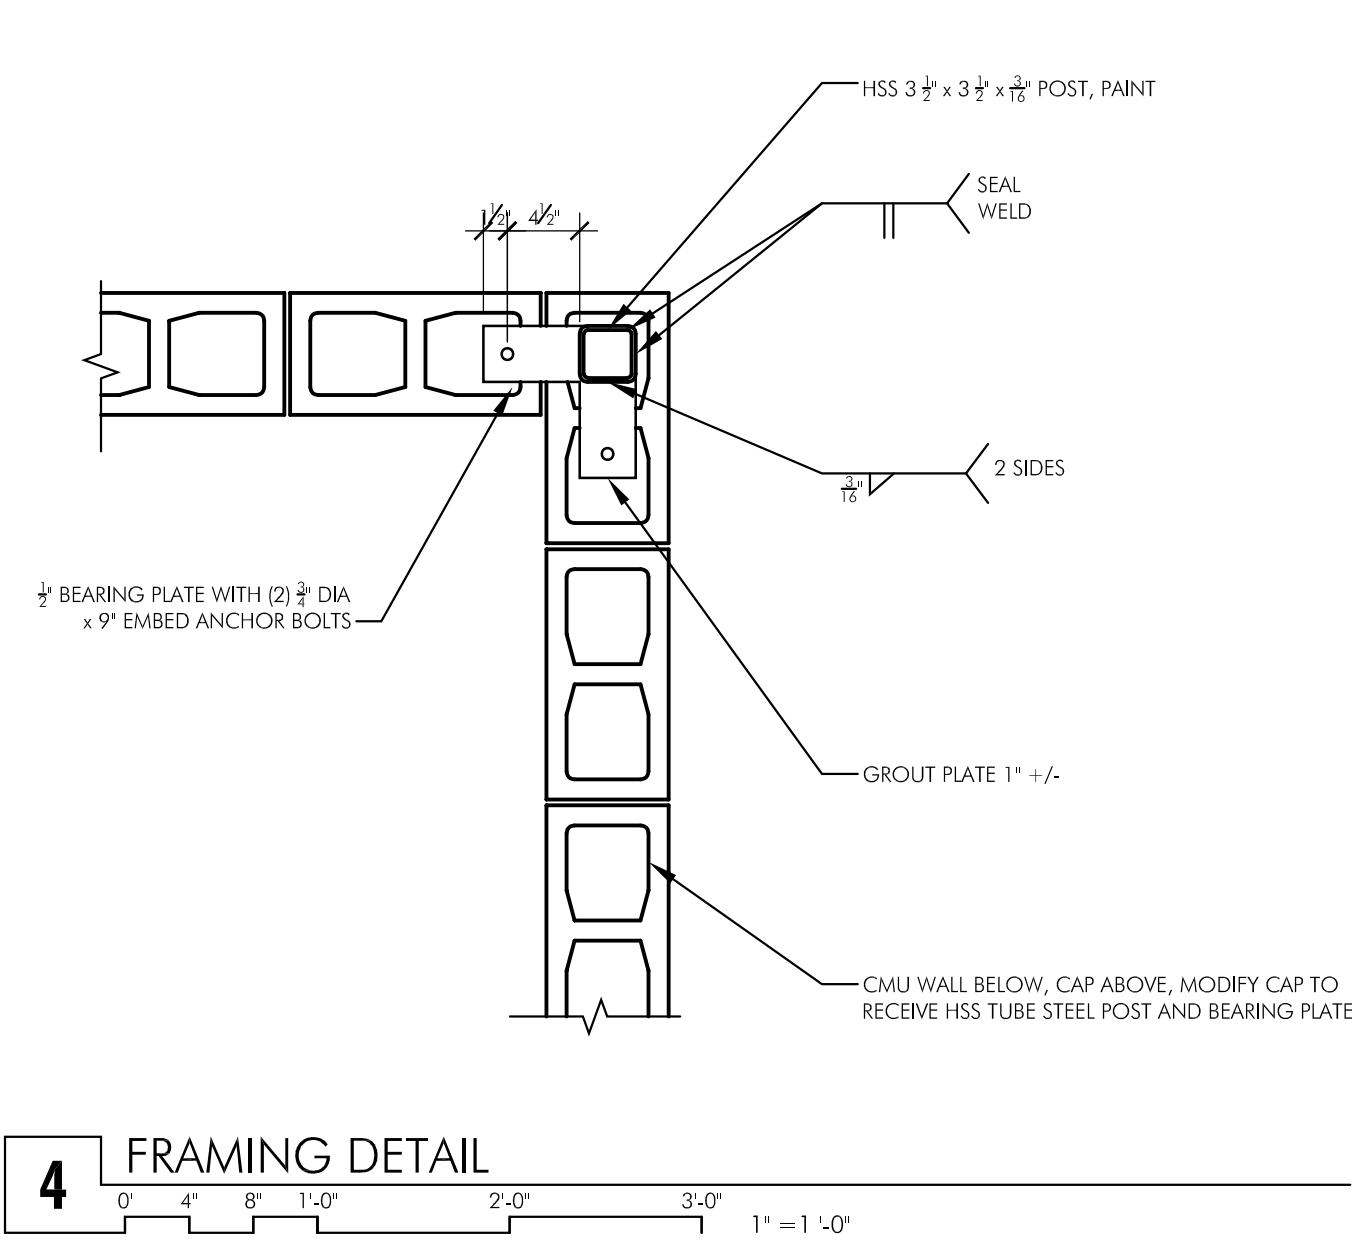 HSS 3 1/2" x 3 1/2" x 3/16" POST, PAINT
SEAL
WELD
1 1/2" 4 1/2"
2 SIDES
3/16"
1/2" BEARING PLATE WITH (2) 3/4" DIA
x 9" EMBED ANCHOR BOLTS
GROUT PLATE 1" +/-
CMU WALL BELOW, CAP ABOVE, MODIFY CAP TO
RECEIVE HSS TUBE STEEL POST AND BEARING PLATE
4 FRAMING DETAIL
0' 4" 8" 1'-0" 2'-0" 3'-0"
1" = 1'-0"